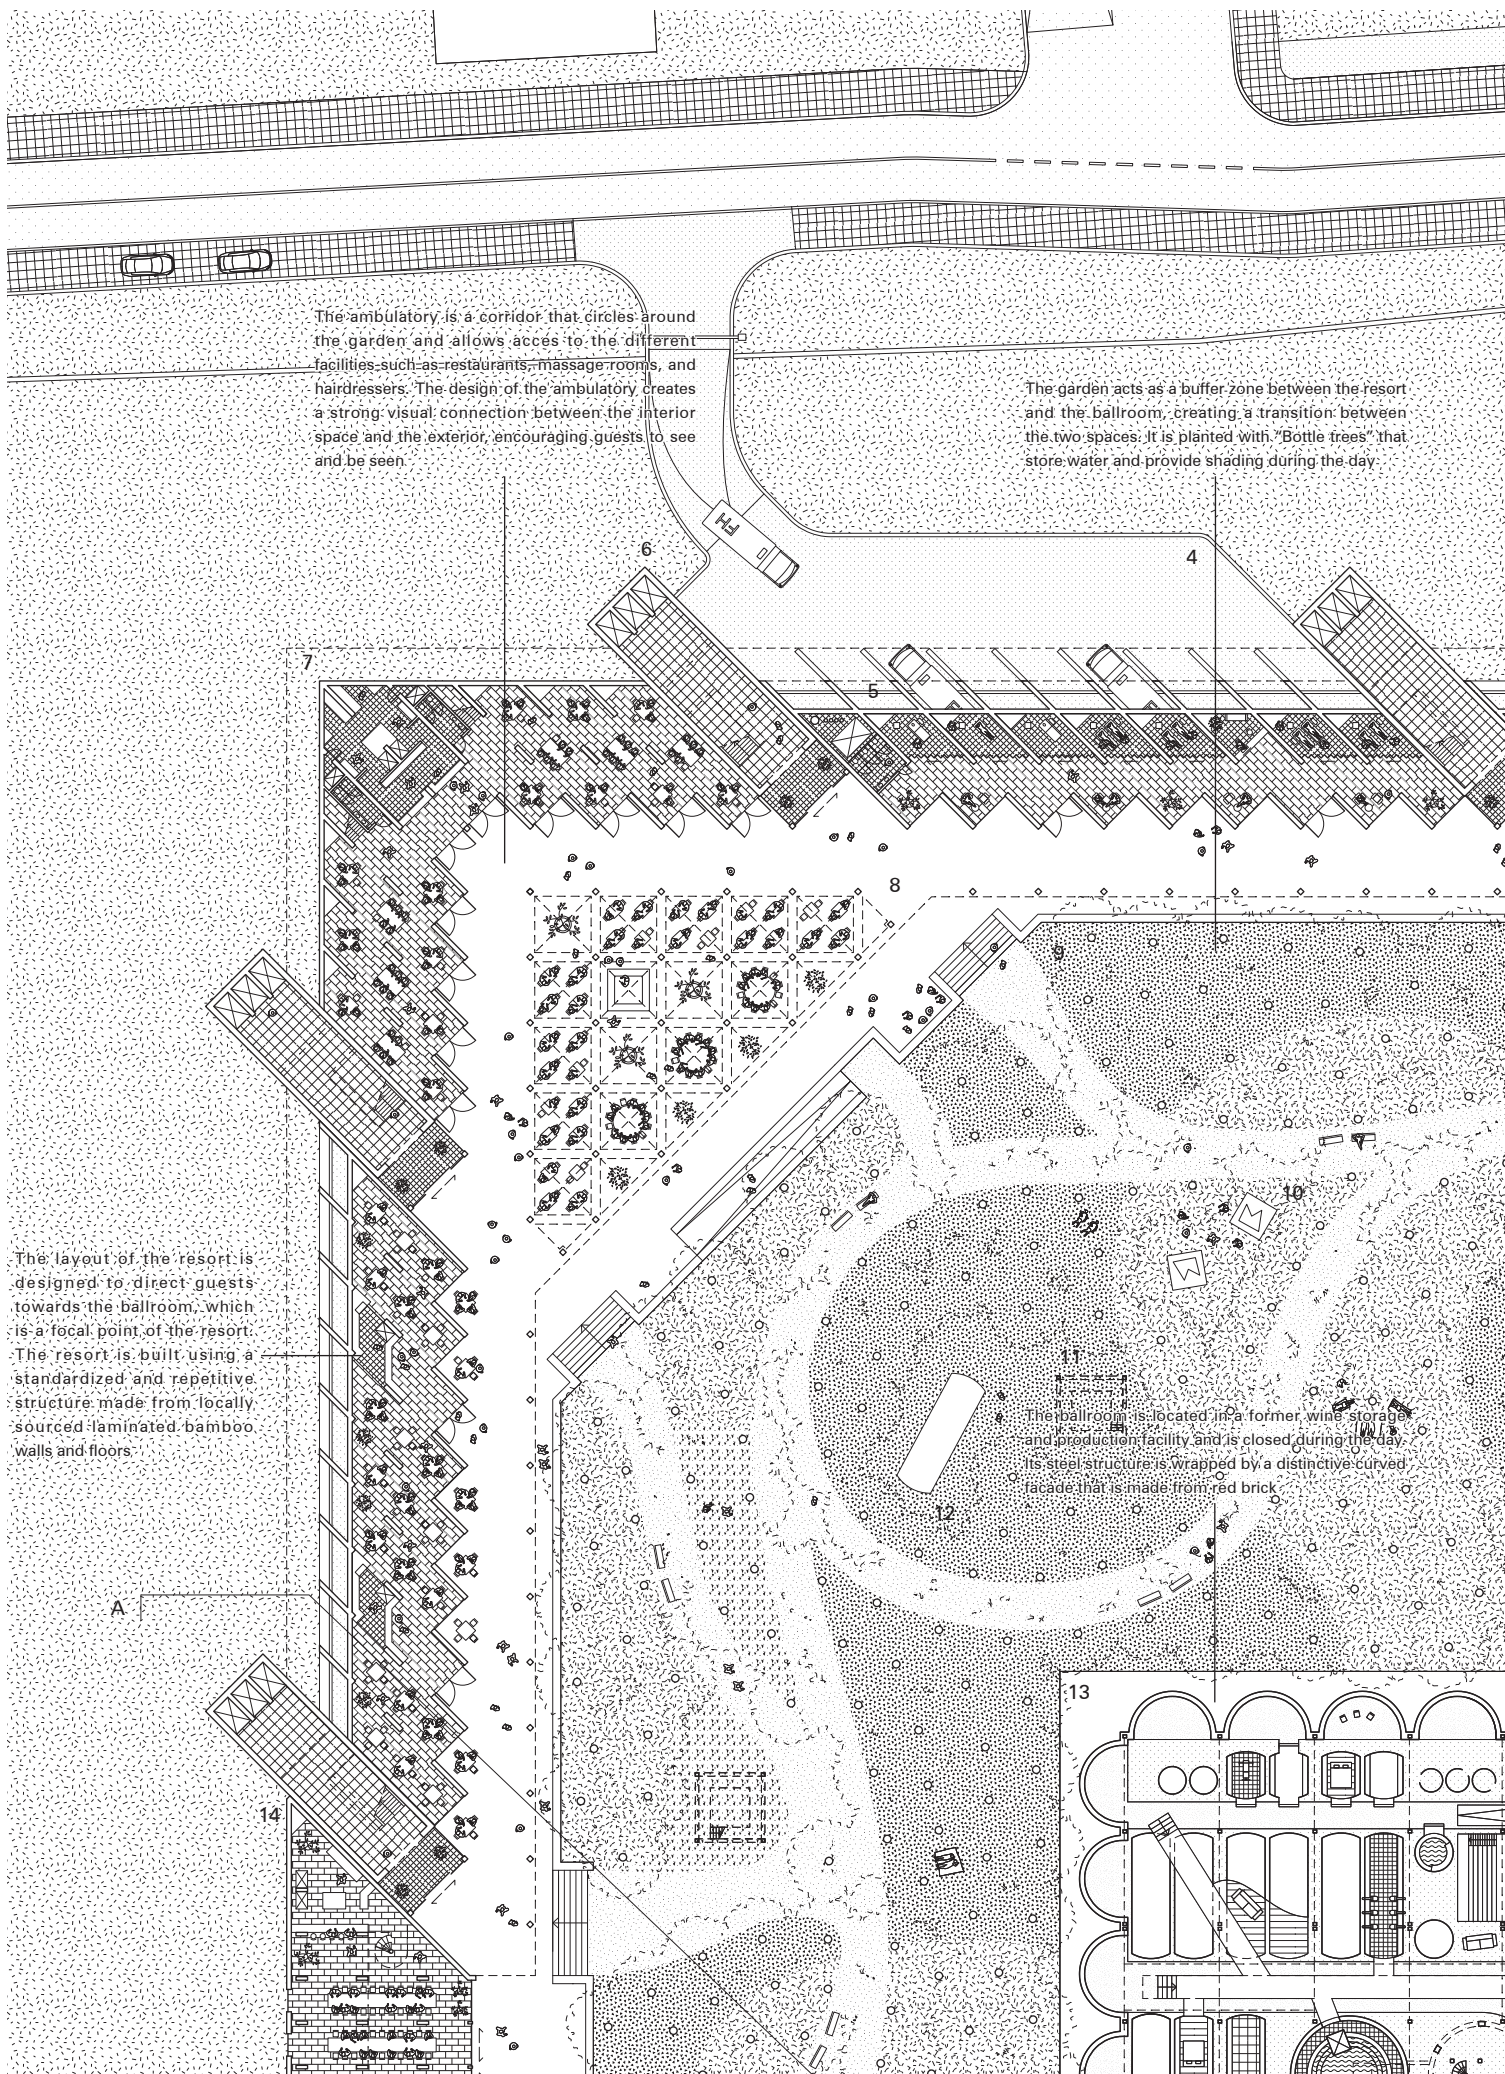 The ambulatory is a corridor that circles around
the garden and allows acces to the different
facilities such as restaurants, massage rooms, and
hairdressers. The design of the ambulatory creates
a strong visual connection between the interior
space and the exterior, encouraging guests to see
and be seen
The garden acts as a buffer zone between the resort
and the ballroom, creating a transition between
the two spaces. It is planted with “Bottle trees” that
store water and provide shading during the day
FH
6
4
7
5
8
9
10
The layout of the resort is
designed to direct guests
towards the ballroom, which
is a focal point of the resort.
The resort is built using a
standardized and repetitive
structure made from locally
sourced laminated bamboo
walls and floors
11
The ballroom is located in a former wine storage
and production facility and is closed during the day.
Its steel structure is wrapped by a distinctive curved
facade that is made from red brick
12
A
13
14